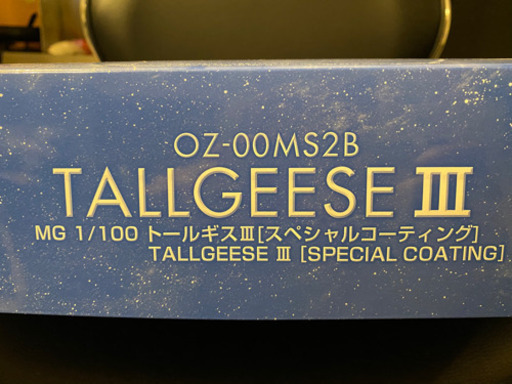 OZ-00MS2B
TALLGEESE III
MG 1/100 トールギスⅢ[スペシャルコーティング]
TALLGEESE Ⅲ [SPECIAL COATING]